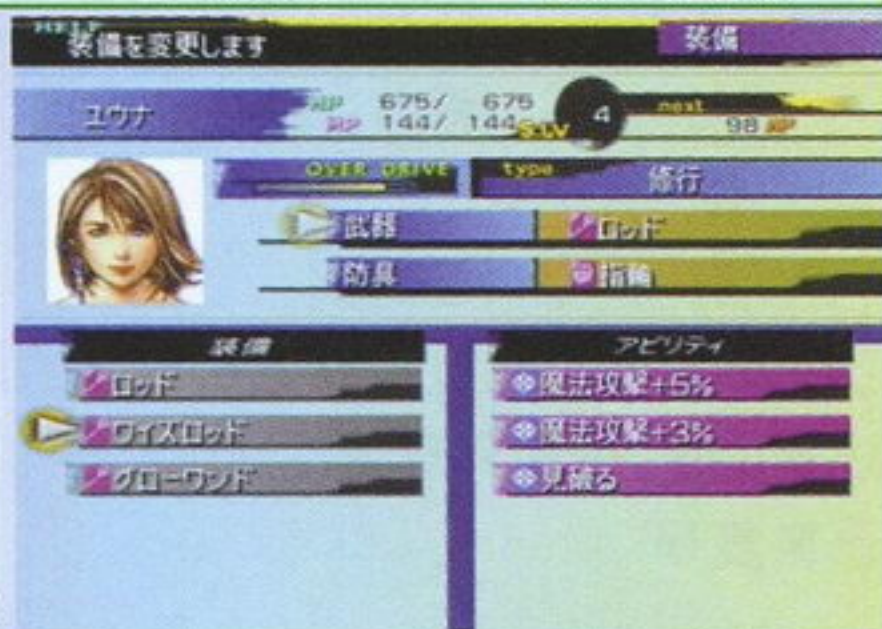 HELP
装備を変更します
装備
ユウナ HP 675/ 675 S.LV 4 next
MP 144/ 144 98 AP
OVER DRIVE type 修行
武器 ロッド
防具 指輪
装備 アビリティ
ロッド 魔法攻撃+5%
ワイズロッド 魔法攻撃+3%
グローワンド 見破る